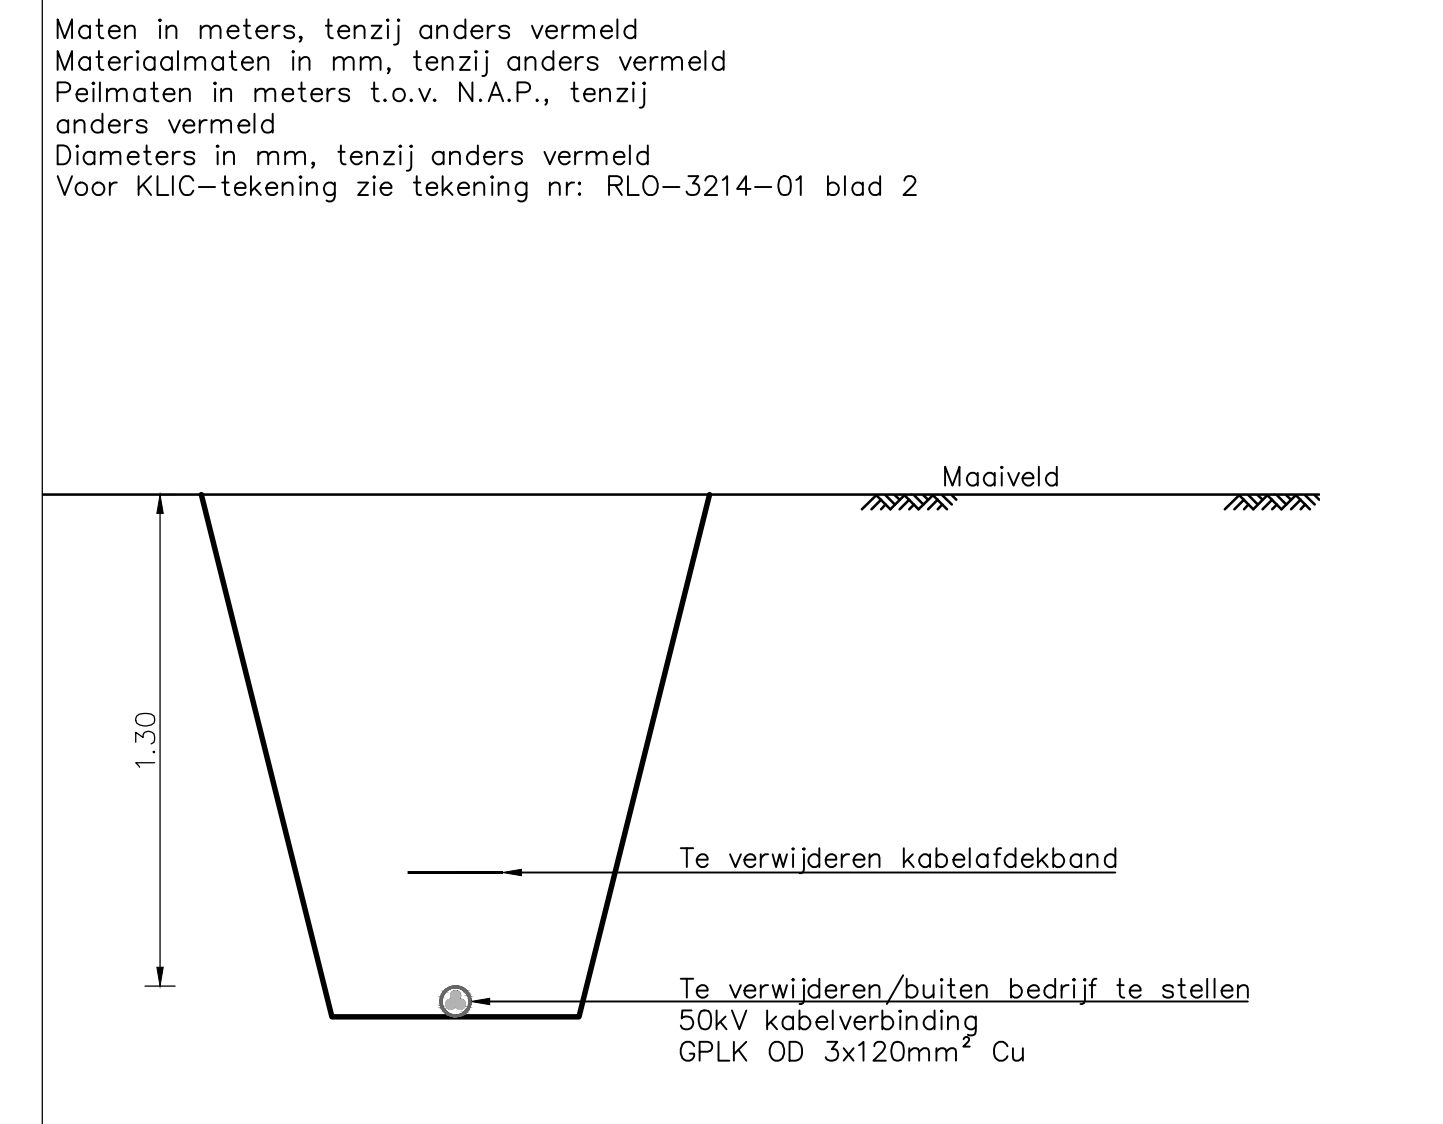 Maten in meters, tenzij anders vermeld
Materiaalmaten in mm, tenzij anders vermeld
Peilmaten in meters t.o.v. N.A.P., tenzij
anders vermeld
Diameters in mm, tenzij anders vermeld
Voor KLIC-tekening zie tekening nr: RLO-3214-01 blad 2
Maaiveld
1.30
Te verwijderen kabelafdekband
Te verwijderen/buiten bedrijf te stellen
50kV kabelverbinding
GPLK OD 3x120mm² Cu